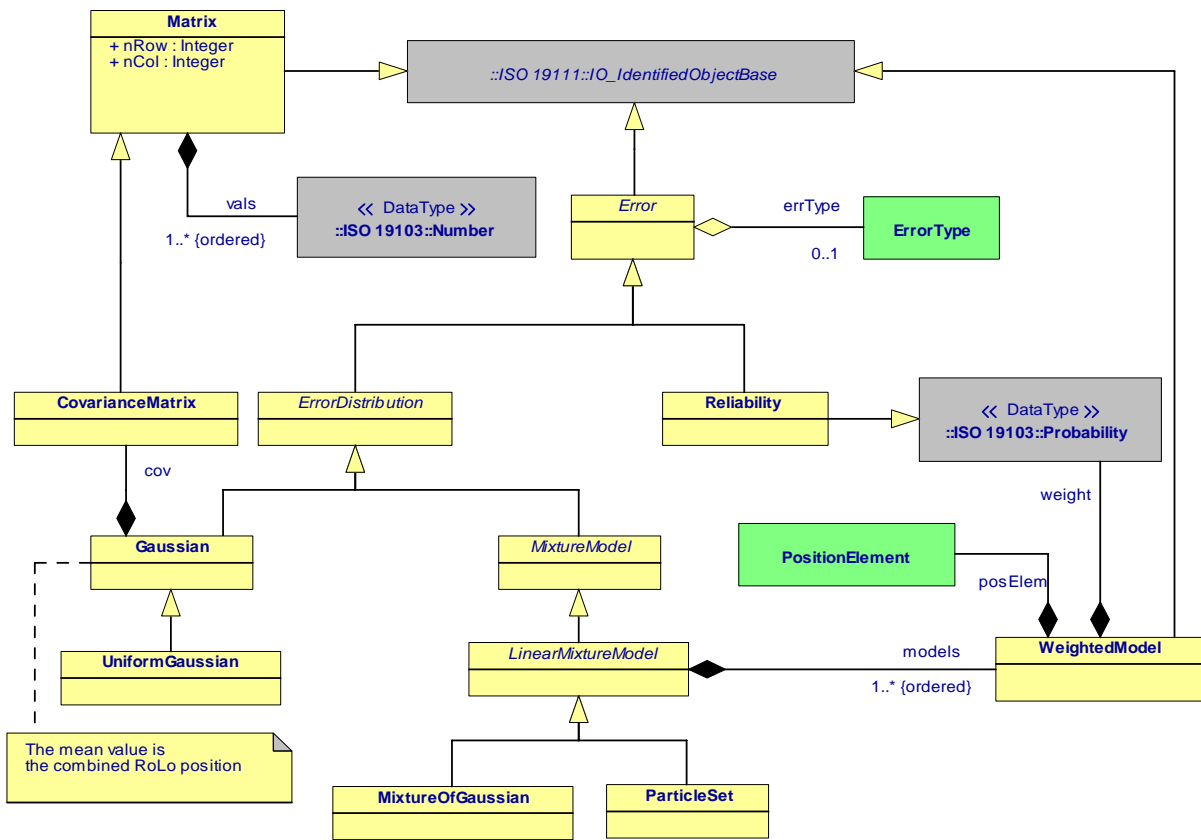 Matrix
+ nRow : Integer
+ nCol : Integer
::ISO 19111::IO_IdentifiedObjectBase
vals
1..* {ordered}
<< DataType >>
::ISO 19103::Number
Error
errType
0..1
ErrorType
CovarianceMatrix
ErrorDistribution
Reliability
<< DataType >>
::ISO 19103::Probability
cov
weight
Gaussian
MixtureModel
PositionElement
posElem
UniformGaussian
LinearMixtureModel
models
1..* {ordered}
WeightedModel
The mean value is
the combined RoLo position
MixtureOfGaussian
ParticleSet